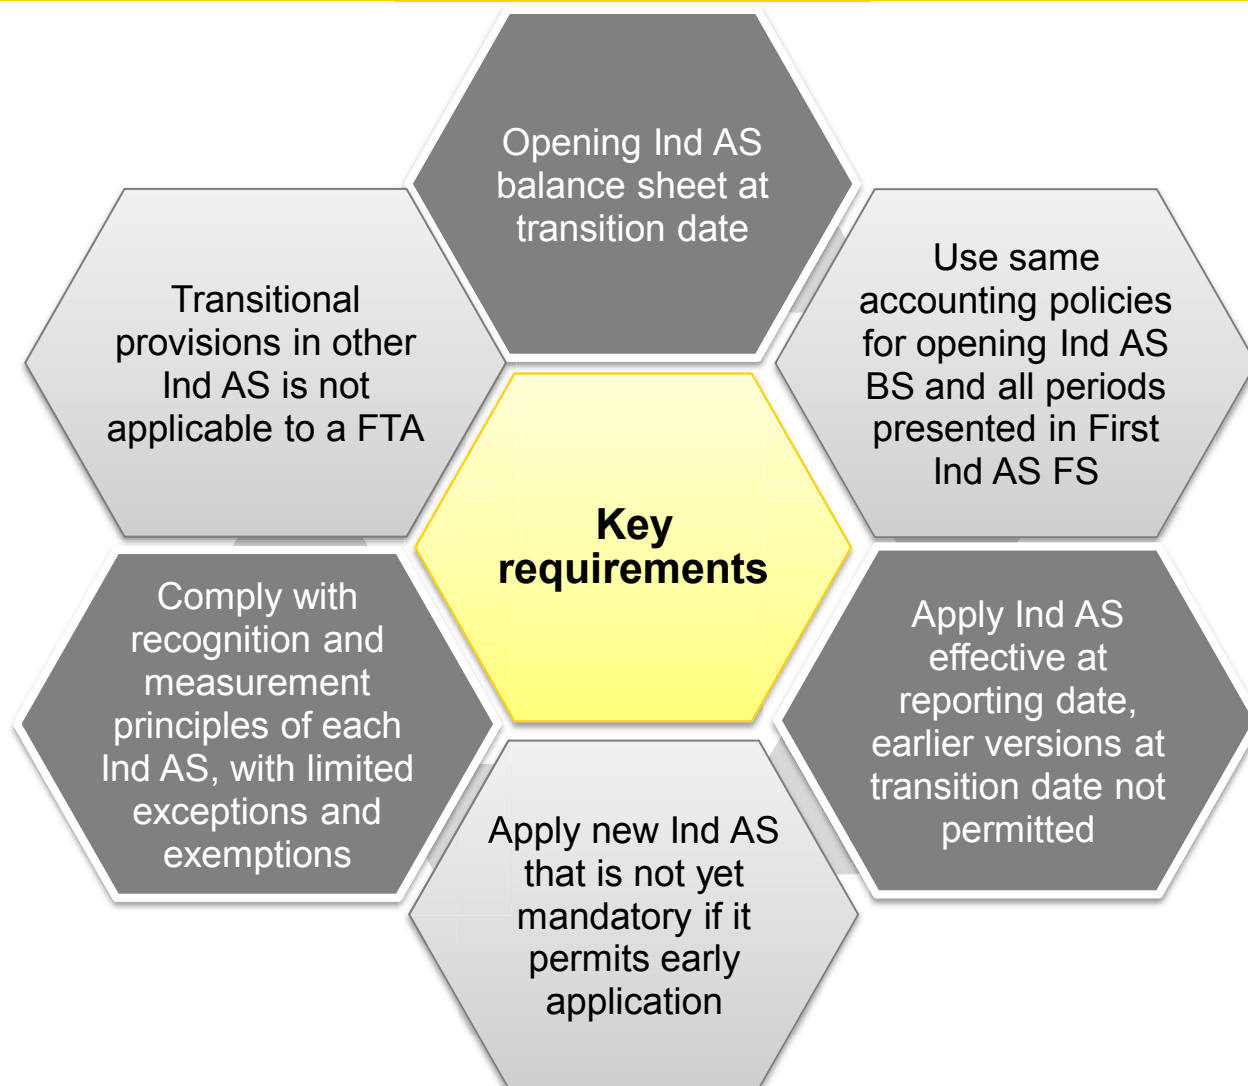 Opening Ind AS
balance sheet at
transition date
Use same
accounting policies
for opening Ind AS
BS and all periods
presented in First
Ind AS FS
Transitional
provisions in other
Ind AS is not
applicable to a FTA
Key
requirements
Apply Ind AS
effective at
reporting date,
earlier versions at
transition date not
permitted
Comply with
recognition and
measurement
principles of each
Ind AS, with limited
exceptions and
exemptions
Apply new Ind AS
that is not yet
mandatory if it
permits early
application